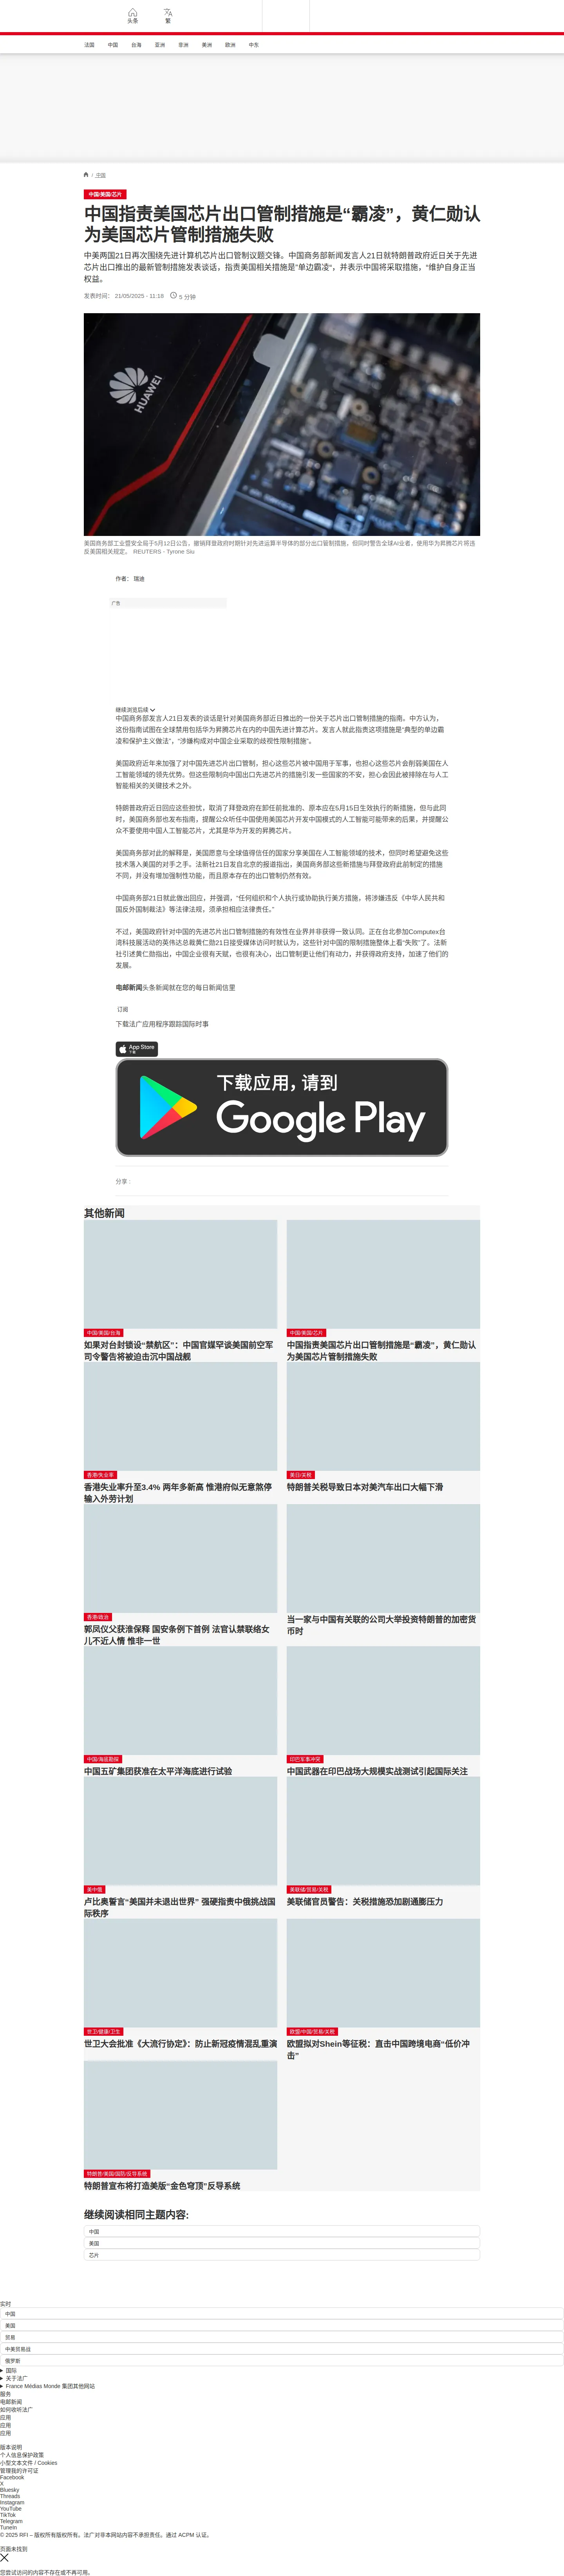 头条
繁
法国 中国 台海 亚洲 非洲 美洲 欧洲 中东
/ 中国
中国/美国/芯片
中国指责美国芯片出口管制措施是“霸凌”，黄仁勋认
为美国芯片管制措施失败
中美两国21日再次围绕先进计算机芯片出口管制议题交锋。中国商务部新闻发言人21日就特朗普政府近日关于先进
芯片出口推出的最新管制措施发表谈话，指责美国相关措施是“单边霸凌”，并表示中国将采取措施，“维护自身正当
权益。
发表时间： 21/05/2025 - 11:18 5 分钟
HUAWEI
美国商务部工业暨安全局于5月12日公告，撤销拜登政府时期针对先进运算半导体的部分出口管制措施，但同时警告全球AI业者，使用华为昇腾芯片将违
反美国相关规定。 REUTERS - Tyrone Siu
作者： 瑞迪
广告
继续浏览后续
中国商务部发言人21日发表的谈话是针对美国商务部近日推出的一份关于芯片出口管制措施的指南。中方认为，
这份指南试图在全球禁用包括华为昇腾芯片在内的中国先进计算芯片。发言人就此指责这项措施是“典型的单边霸
凌和保护主义做法”，“涉嫌构成对中国企业采取的歧视性限制措施”。
美国政府近年来加强了对中国先进芯片出口管制，担心这些芯片被中国用于军事，也担心这些芯片会削弱美国在人
工智能领域的领先优势。但这些限制向中国出口先进芯片的措施引发一些国家的不安，担心会因此被排除在与人工
智能相关的关键技术之外。
特朗普政府近日回应这些担忧，取消了拜登政府在卸任前批准的、原本应在5月15日生效执行的新措施，但与此同
时，美国商务部也发布指南，提醒公众听任中国使用美国芯片开发中国模式的人工智能可能带来的后果，并提醒公
众不要使用中国人工智能芯片，尤其是华为开发的昇腾芯片。
美国商务部对此的解释是，美国愿意与全球值得信任的国家分享美国在人工智能领域的技术，但同时希望避免这些
技术落入美国的对手之手。法新社21日发自北京的报道指出，美国商务部这些新措施与拜登政府此前制定的措施
不同，并没有增加强制性功能，而且原本存在的出口管制仍然有效。
中国商务部21日就此做出回应，并强调，“任何组织和个人执行或协助执行美方措施，将涉嫌违反《中华人民共和
国反外国制裁法》等法律法规，须承担相应法律责任。”
不过，美国政府针对中国的先进芯片出口管制措施的有效性在业界并非获得一致认同。正在台北参加Computex台
湾科技展活动的英伟达总裁黄仁勋21日接受媒体访问时就认为，这些针对中国的限制措施整体上看“失败”了。法新
社引述黄仁勋指出，中国企业很有天赋，也很有决心，出口管制更让他们有动力，并获得政府支持，加速了他们的
发展。
电邮新闻头条新闻就在您的每日新闻信里
订阅
下载法广应用程序跟踪国际时事
App Store
下载
下载应用，请到
Google Play
分享 :
其他新闻
中国/美国/台海
如果对台封锁设“禁航区”：中国官媒罕谈美国前空军
司令警告将被迫击沉中国战舰
中国/美国/芯片
中国指责美国芯片出口管制措施是“霸凌”，黄仁勋认
为美国芯片管制措施失败
香港/失业率
香港失业率升至3.4% 两年多新高 惟港府似无意煞停
输入外劳计划
美日/关税
特朗普关税导致日本对美汽车出口大幅下滑
香港/政治
郭凤仪父获淮保释 国安条例下首例 法官认禁联络女
儿不近人情 惟非一世
当一家与中国有关联的公司大举投资特朗普的加密货
币时
中国/海底勘探
中国五矿集团获准在太平洋海底进行试验
印巴军事冲突
中国武器在印巴战场大规模实战测试引起国际关注
美中俄
卢比奥誓言“美国并未退出世界” 强硬指责中俄挑战国
际秩序
美联储/贸易/关税
美联储官员警告：关税措施恐加剧通膨压力
世卫/健康/卫生
世卫大会批准《大流行协定》：防止新冠疫情混乱重演
欧盟/中国/贸易/关税
欧盟拟对Shein等征税：直击中国跨境电商“低价冲
击”
特朗普/美国/国防/反导系统
特朗普宣布将打造美版“金色穹顶”反导系统
继续阅读相同主题内容:
中国
美国
芯片
实时
中国
美国
贸易
中美贸易战
俄罗斯
国际
关于法广
France Médias Monde 集团其他网站
服务
电邮新闻
如何收听法广
应用
应用
应用
版本说明
个人信息保护政策
小型文本文件 / Cookies
管理我的许可证
Facebook
X
Bluesky
Threads
Instagram
YouTube
TikTok
Telegram
TuneIn
© 2025 RFI – 版权所有版权所有。法广对非本网站内容不承担责任。通过 ACPM 认证。
页面未找到
您尝试访问的内容不存在或不再可用。